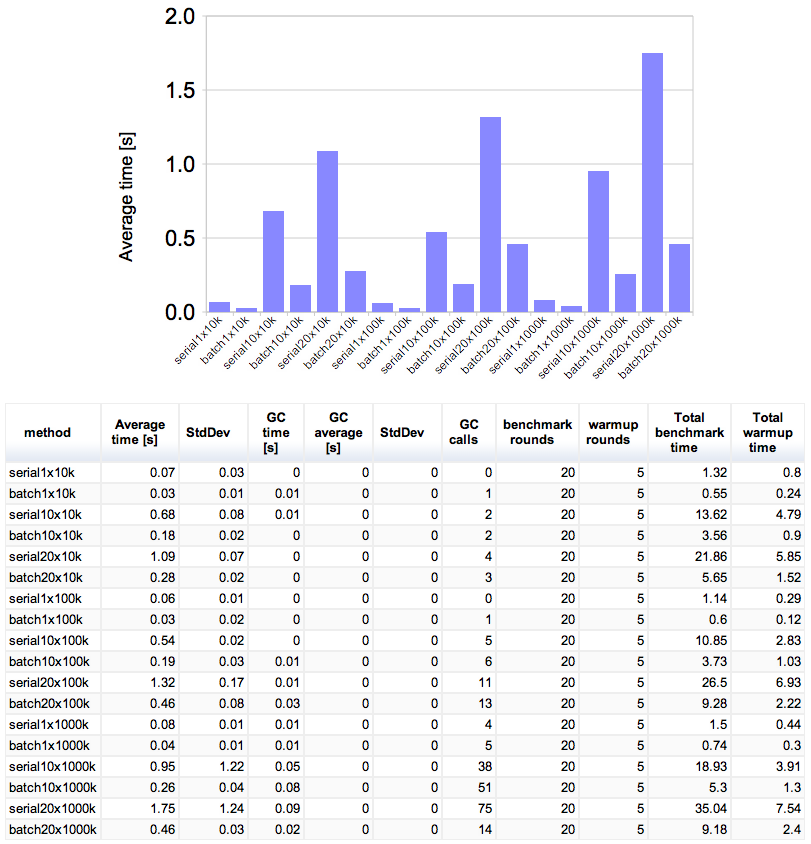 2.0
1.5
1.0
0.5
0.0
Average time [s]
serial1x10k
batch1x10k
serial10x10k
batch10x10k
serial20x10k
batch20x10k
serial1x100k
batch1x100k
serial10x100k
batch10x100k
serial20x100k
batch20x100k
serial1x1000k
batch1x1000k
serial10x1000k
batch10x1000k
serial20x1000k
batch20x1000k
method Average time [s] StdDev GC time [s] GC average [s] StdDev GC calls benchmark rounds warmup rounds Total benchmark time Total warmup time
serial1x10k 0.07 0.03 0 0 0 0 20 5 1.32 0.8
batch1x10k 0.03 0.01 0.01 0 0 1 20 5 0.55 0.24
serial10x10k 0.68 0.08 0.01 0 0 2 20 5 13.62 4.79
batch10x10k 0.18 0.02 0 0 0 2 20 5 3.56 0.9
serial20x10k 1.09 0.07 0 0 0 4 20 5 21.86 5.85
batch20x10k 0.28 0.02 0 0 0 3 20 5 5.65 1.52
serial1x100k 0.06 0.01 0 0 0 0 20 5 1.14 0.29
batch1x100k 0.03 0.02 0 0 0 1 20 5 0.6 0.12
serial10x100k 0.54 0.02 0 0 0 5 20 5 10.85 2.83
batch10x100k 0.19 0.03 0.01 0 0 6 20 5 3.73 1.03
serial20x100k 1.32 0.17 0.01 0 0 11 20 5 26.5 6.93
batch20x100k 0.46 0.08 0.03 0 0 13 20 5 9.28 2.22
serial1x1000k 0.08 0.01 0.01 0 0 4 20 5 1.5 0.44
batch1x1000k 0.04 0.01 0.01 0 0 5 20 5 0.74 0.3
serial10x1000k 0.95 1.22 0.05 0 0 38 20 5 18.93 3.91
batch10x1000k 0.26 0.04 0.08 0 0 51 20 5 5.3 1.3
serial20x1000k 1.75 1.24 0.09 0 0 75 20 5 35.04 7.54
batch20x1000k 0.46 0.03 0.02 0 0 14 20 5 9.18 2.4